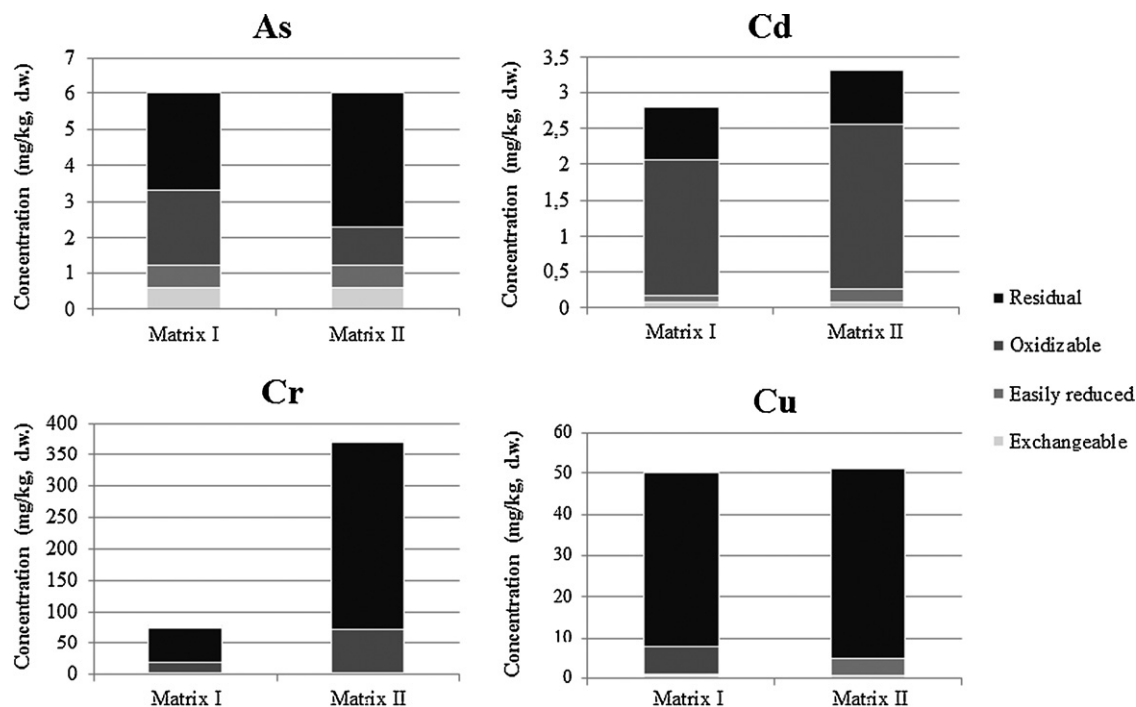 As
Concentration (mg/kg, d.w.)
7
6
5
4
3
2
1
0
Matrix I
Matrix II
Cd
Concentration (mg/kg, d.w.)
3.5
3
2.5
2
1.5
1
0.5
0
Matrix I
Matrix II
Cr
Concentration (mg/kg, d.w.)
400
350
300
250
200
150
100
50
0
Matrix I
Matrix II
Cu
Concentration (mg/kg, d.w.)
60
50
40
30
20
10
0
Matrix I
Matrix II
Residual
Oxidizable
Easily reduced
Exchangeable